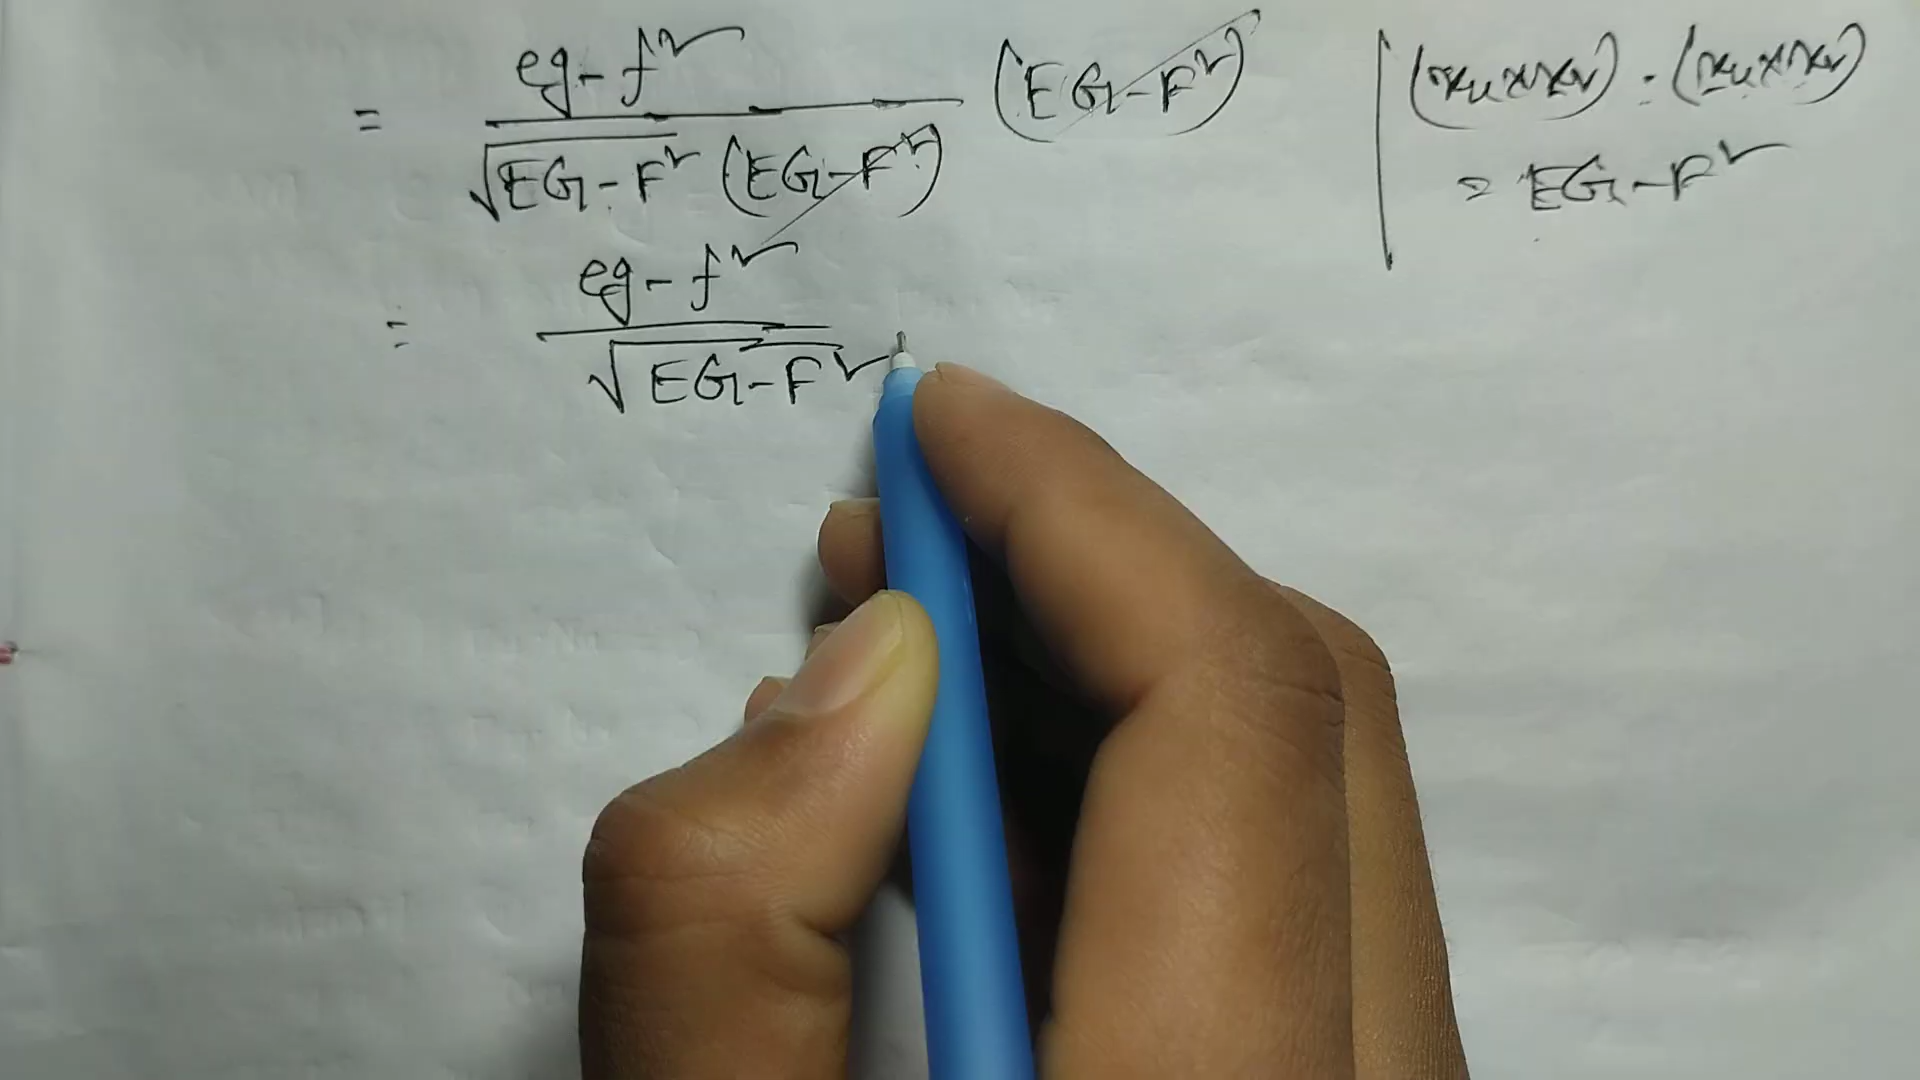 = eg - f² / √EG - F² (EG - F²) (EG - F²)
= eg - f² / √EG - F²
(xu × xv) · (xu × xv)
= EG - F²